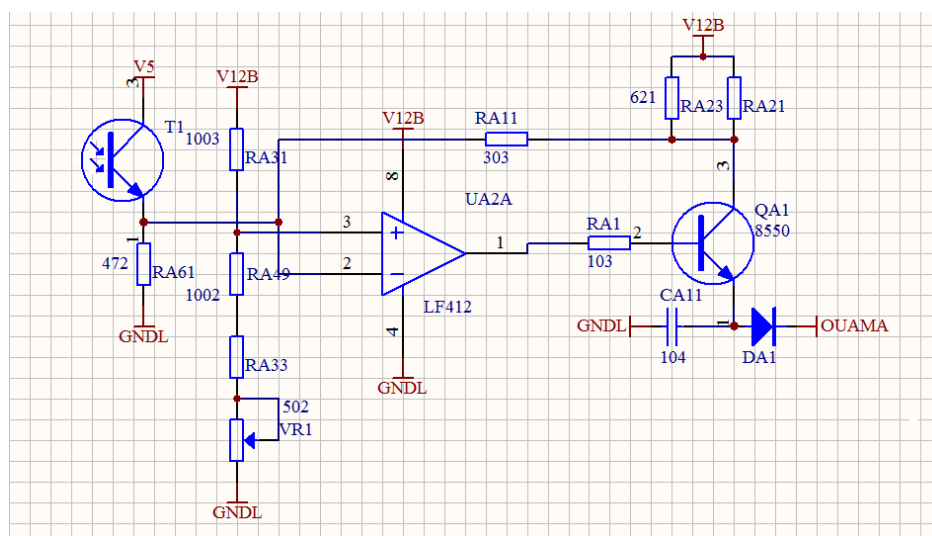 V12B
V5
3
V12B
T1
1003
RA31
V12B
RA11
303
621
RA23
RA21
8
3
UA2A
QA1
8550
3
1
RA1
2
103
1
472
RA61
RA49
1002
2
LF412
CA11
GNDL
RA33
4
GNDL
104
1
DA1
OUAMA
GNDL
502
VR1
GNDL